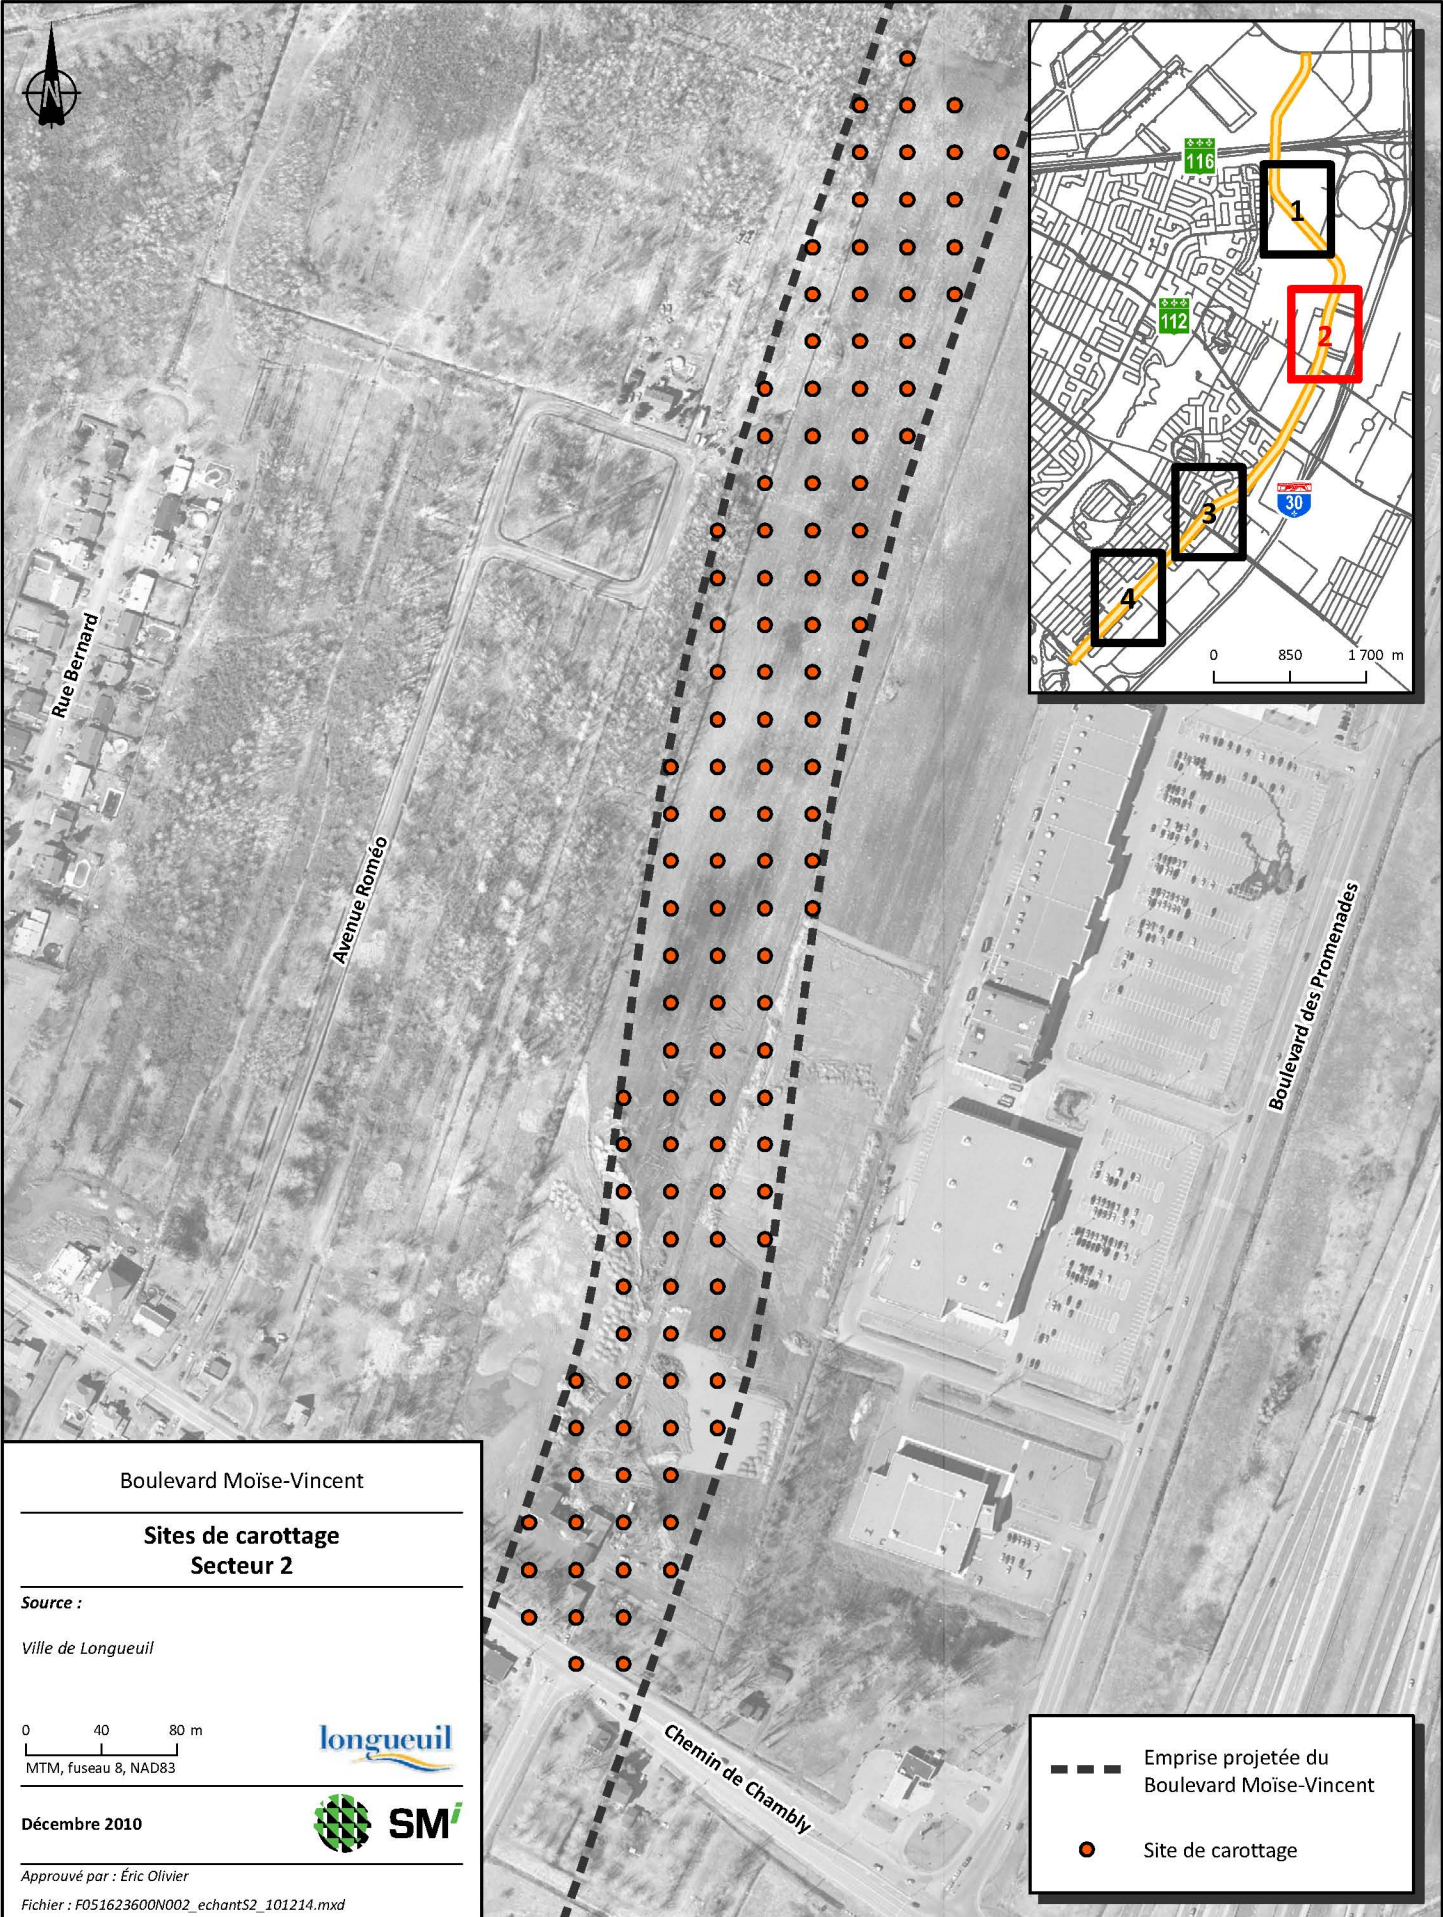 N
116
1
112
2
30
3
4
0 850 1 700 m
Rue Bernard
Avenue Roméo
Boulevard des Promenades
Chemin de Chambly
Boulevard Moïse-Vincent
Sites de carottage
Secteur 2
Source :
Ville de Longueuil
0 40 80 m
MTM, fuseau 8, NAD83
longueuil
Décembre 2010
SMi
Approuvé par : Éric Olivier
Fichier : F051623600N002_echantS2_101214.mxd
Emprise projetée du
Boulevard Moïse-Vincent
Site de carottage